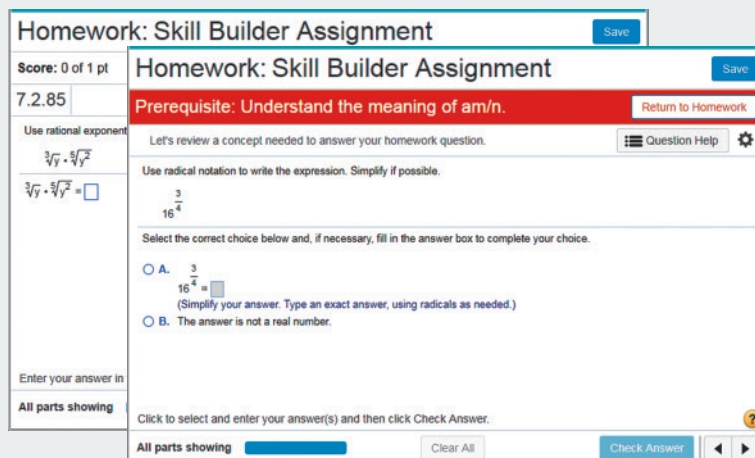 Homework: Skill Builder Assignment
Save
Score: 0 of 1 pt
7.2.85
Use rational exponent
∛y · ⁵√y²
∛y · ⁵√y² =
Enter your answer in
All parts showing
Homework: Skill Builder Assignment
Save
Prerequisite: Understand the meaning of am/n.
Return to Homework
Let's review a concept needed to answer your homework question.
Question Help
Use radical notation to write the expression. Simplify if possible.
16^(3/4)
Select the correct choice below and, if necessary, fill in the answer box to complete your choice.
A. 16^(3/4) =
(Simplify your answer. Type an exact answer, using radicals as needed.)
B. The answer is not a real number.
Click to select and enter your answer(s) and then click Check Answer.
?
All parts showing
Clear All
Check Answer